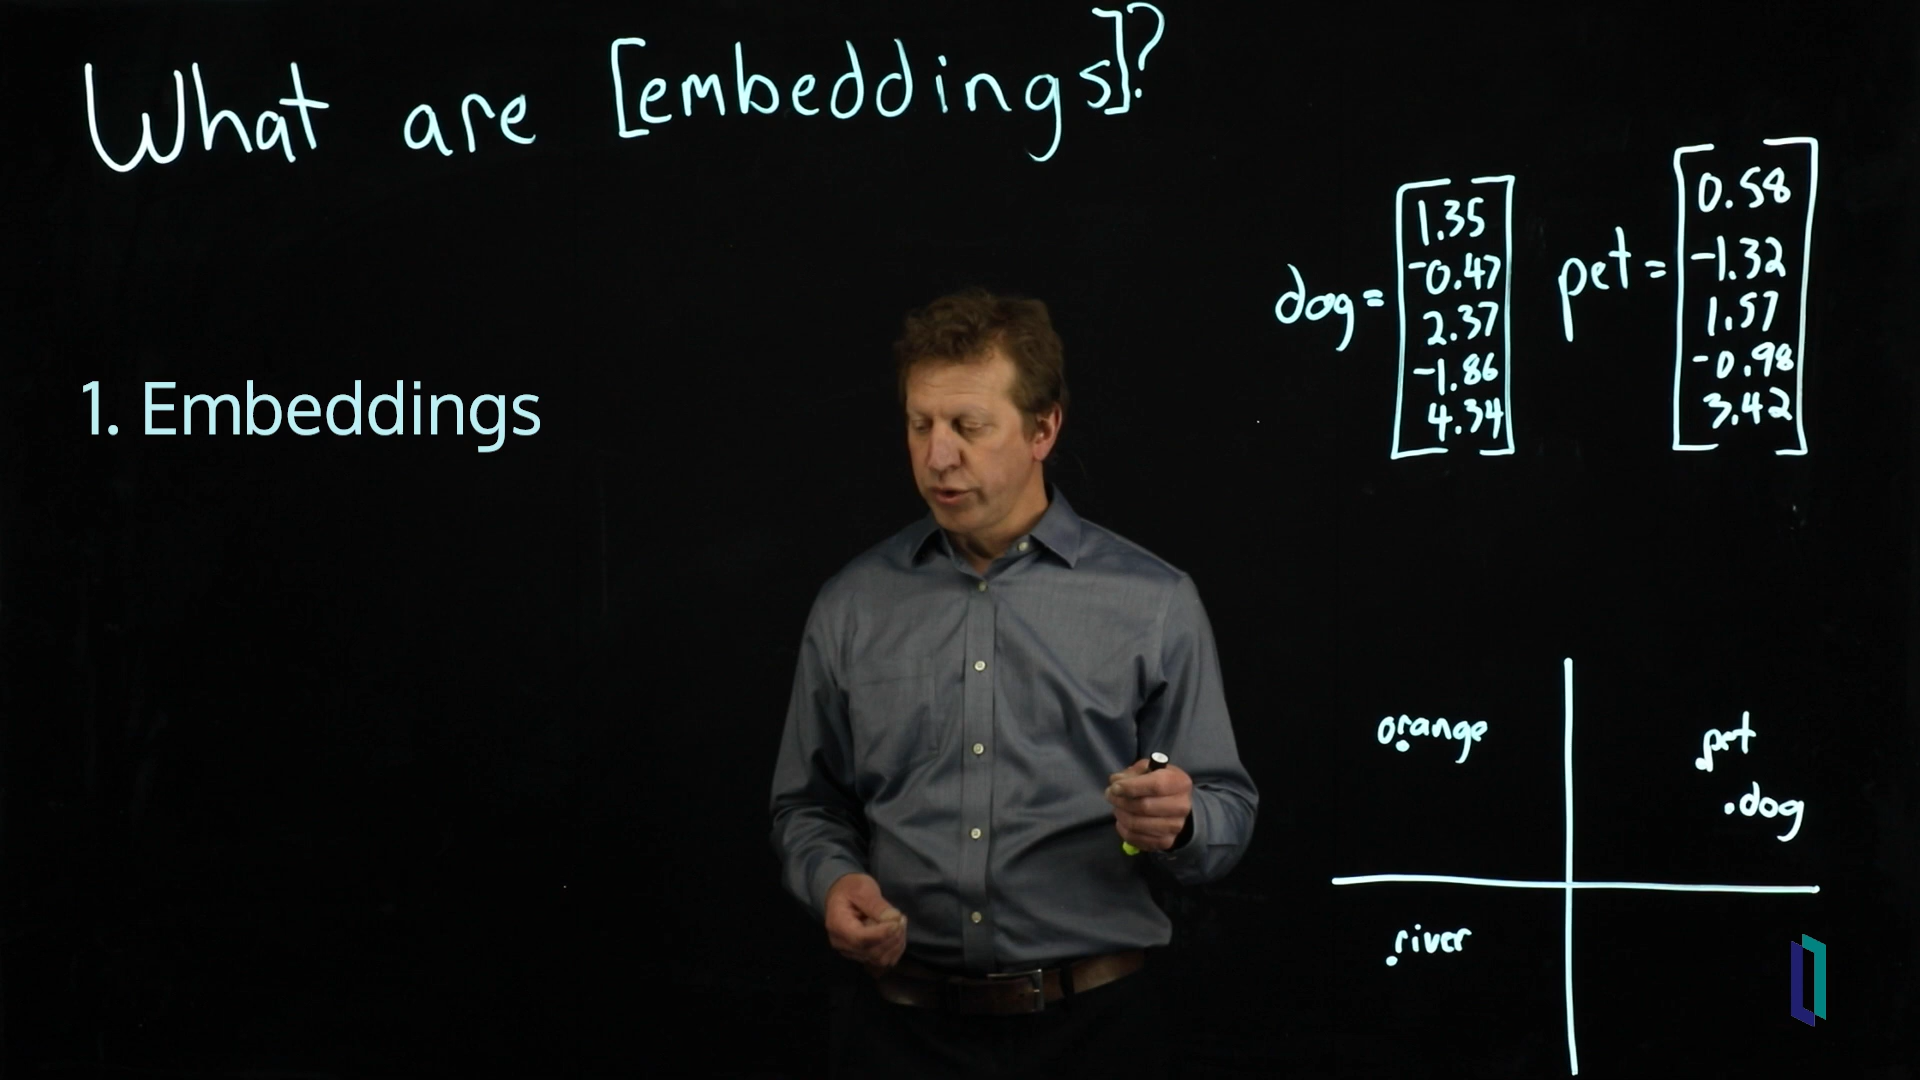 What are [embeddings]?
1. Embeddings
dog =
1.35
-0.47
2.37
-1.86
4.34
pet =
0.58
-1.32
1.57
-0.98
3.42
orange
pet
dog
river